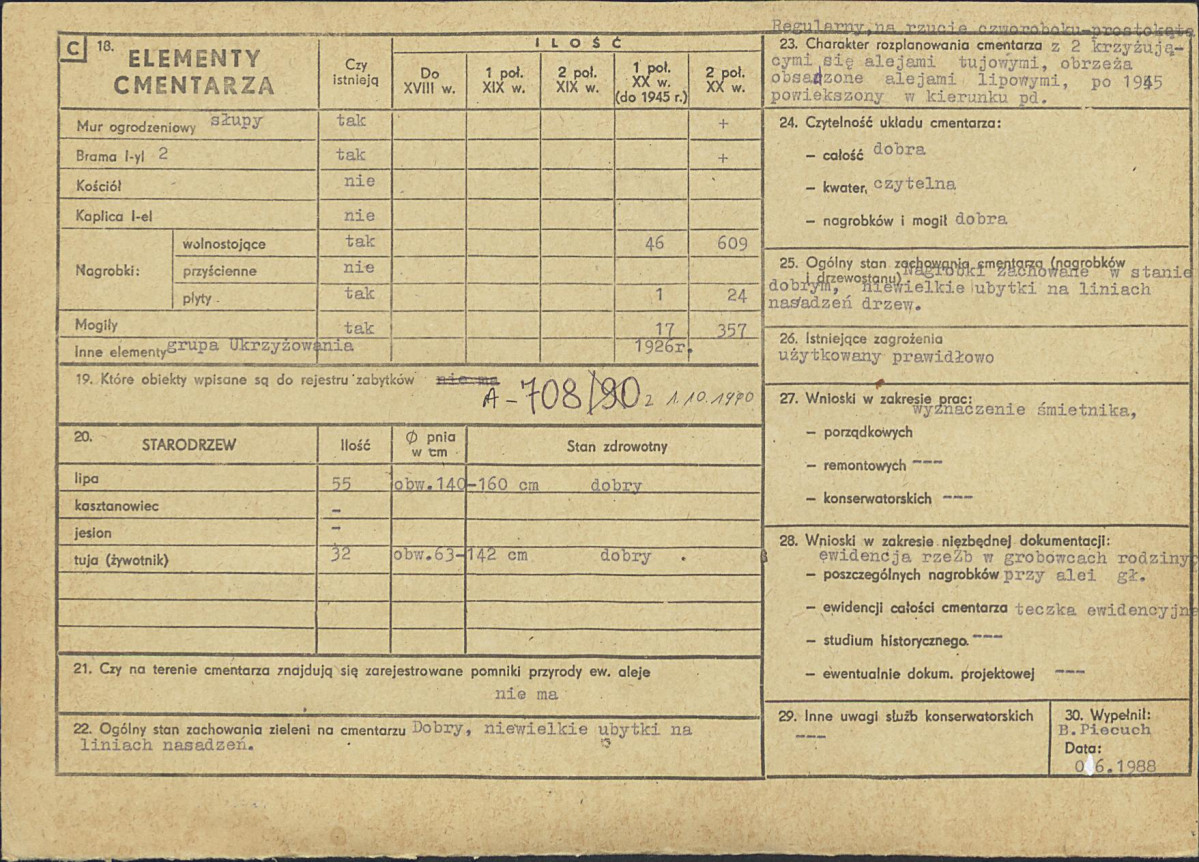 C 18. ELEMENTY CMENTARZA
Czy istnieją
ILOŚĆ
Do XVIII w.
1 poł. XIX w.
2 poł. XIX w.
1 poł. XX w. (do 1945 r.)
2 poł. XX w.
Mur ogrodzeniowy słupy tak +
Brama I-yl 2 tak +
Kościół nie
Kaplica I-el nie
Nagrobki: wolnostojące tak 46 609
przyścienne nie
płyty tak 1 24
Mogiły tak 17 357
Inne elementy grupa Ukrzyżowania 1926r.
19. Które obiekty wpisane są do rejestru zabytków nie ma
A-708/90 z 1.10.1990
20. STARODRZEW Ilość Ø pnia w cm Stan zdrowotny
lipa 55 obw.140-160 cm dobry
kasztanowiec -
jesion -
tuja (żywotnik) 32 obw.63-142 cm dobry .
21. Czy na terenie cmentarza znajdują się zarejestrowane pomniki przyrody ew. aleje
nie ma
22. Ogólny stan zachowania zieleni na cmentarzu Dobry, niewielkie ubytki na
liniach nasadzeń.
Regularny,na rzucie czworoboku-prostokąta
23. Charakter rozplanowania cmentarza z 2 krzyżują-
cymi się alejami tujowymi, obrzeża
obsadzone alejami lipowymi, po 1945
powiekszony w kierunku pd.
24. Czytelność układu cmentarza:
– całość dobra
– kwater, czytelna
– nagrobków i mogił dobra
25. Ogólny stan zachowania cmentarza (nagrobków
i drzewostanu) Nagrobki zachowane w stanie
dobrym, niewielkie ubytki na liniach
nasadzeń drzew.
26. Istniejące zagrożenia
użytkowany prawidłowo
27. Wnioski w zakresie prac:
wyznaczenie śmietnika,
– porządkowych
– remontowych ---
– konserwatorskich ---
28. Wnioski w zakresie niezbędnej dokumentacji:
ewidencja rzeźb w grobowcach rodziny
– poszczególnych nagrobków przy alei gł.
– ewidencji całości cmentarza teczka ewidencyjna
– studium historycznego. ---
– ewentualnie dokum. projektowej ---
29. Inne uwagi służb konserwatorskich
---
30. Wypełnił:
B.Piecuch
Data:
06.1988